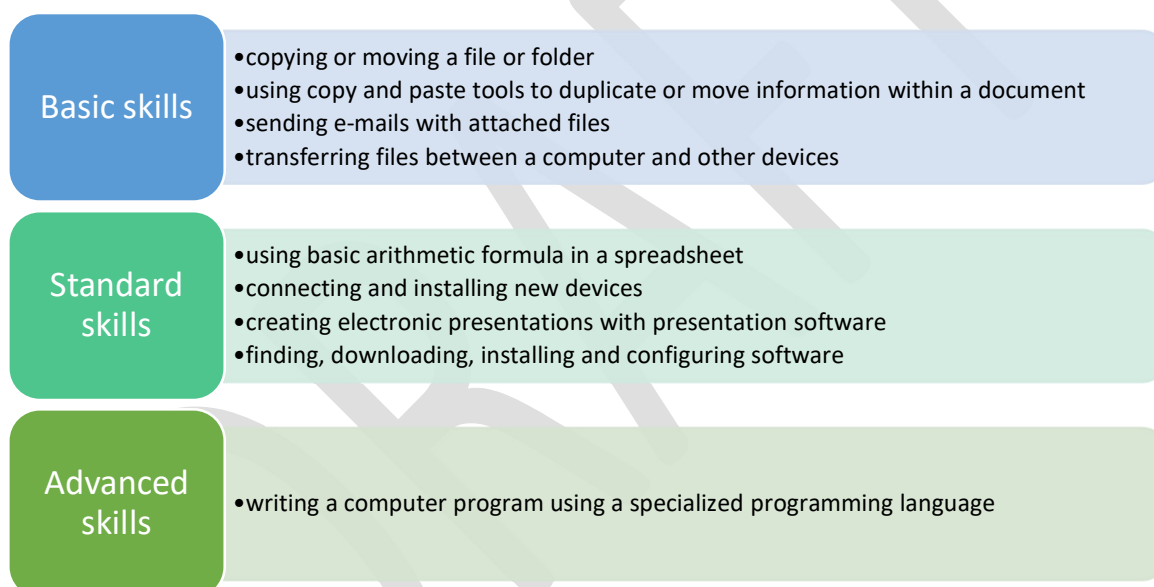 Basic skills
•copying or moving a file or folder
•using copy and paste tools to duplicate or move information within a document
•sending e-mails with attached files
•transferring files between a computer and other devices
Standard
skills
•using basic arithmetic formula in a spreadsheet
•connecting and installing new devices
•creating electronic presentations with presentation software
•finding, downloading, installing and configuring software
Advanced
skills
•writing a computer program using a specialized programming language